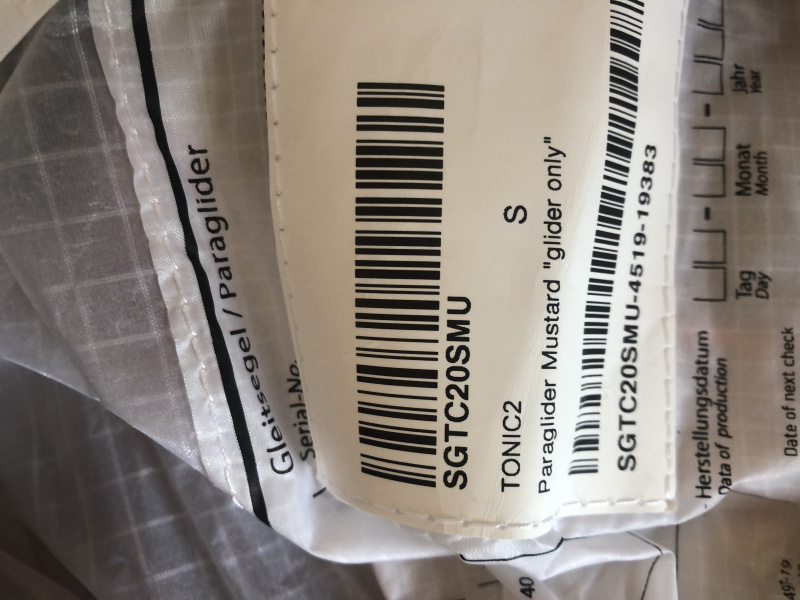 Gleitsegel / Paraglider
Serial-No.
SGTC20SMU
TONIC2 S
Paraglider Mustard "glider only"
SGTC20SMU-4519-19383
- Herstellungsdatum
Data of production
Tag - Monat - Jahr
Day Month Year
Date of next check
40